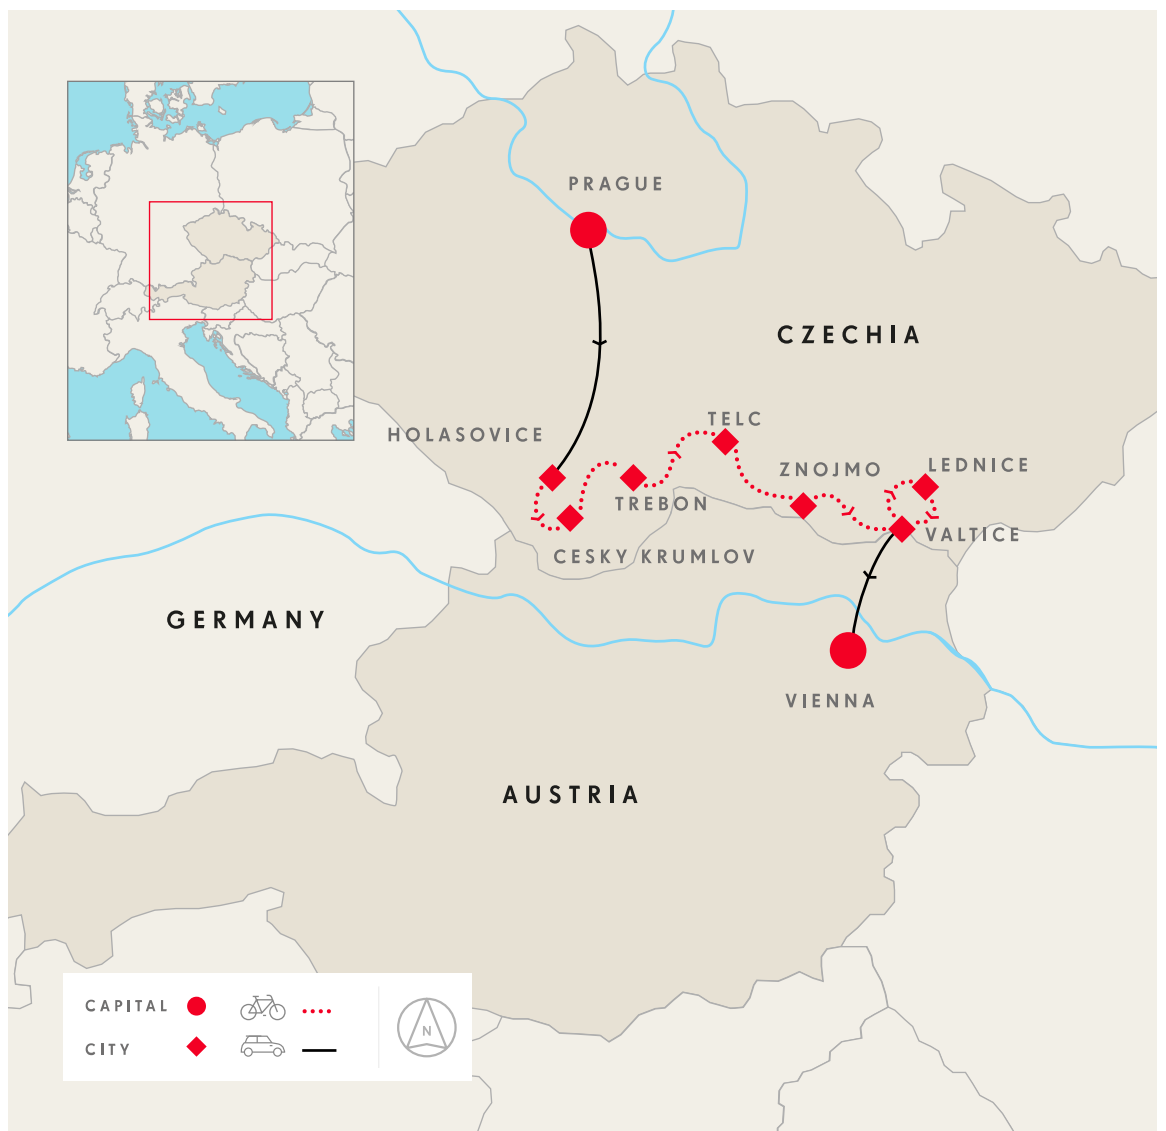 PRAGUE
CZECHIA
TELC
HOLASOVICE
LEDNICE
ZNOJMO
TREBON
VALTICE
CESKY KRUMLOV
GERMANY
VIENNA
AUSTRIA
CAPITAL
N
CITY